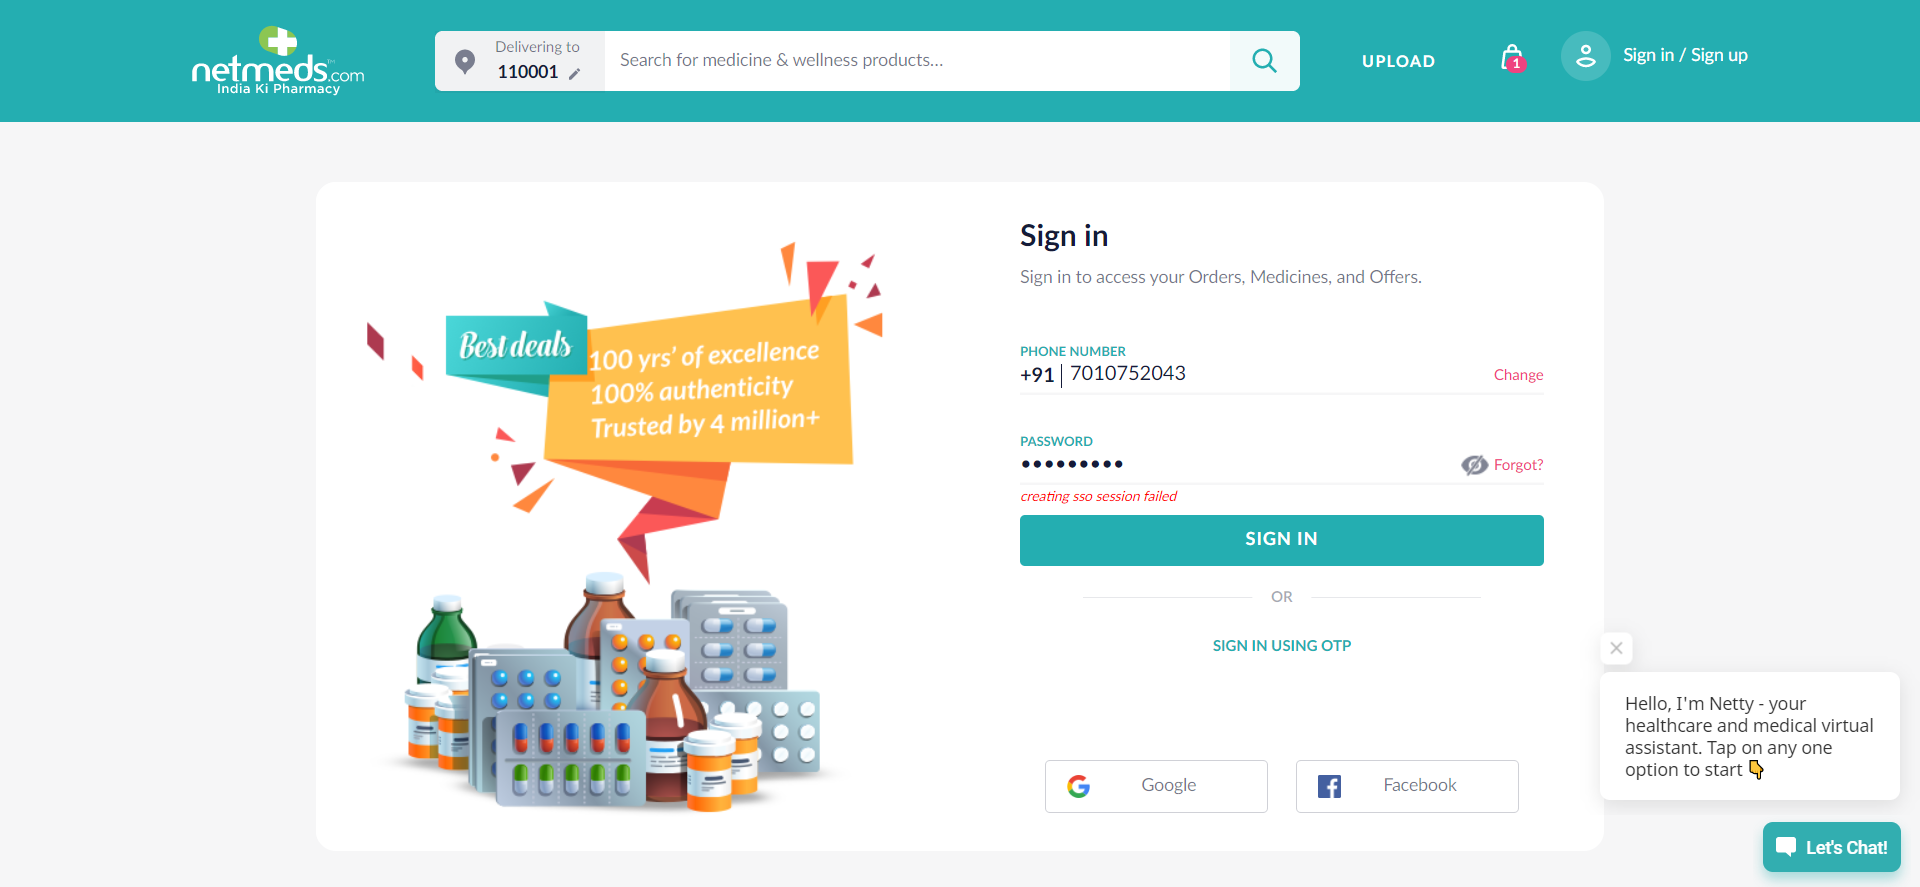 netmeds.com
India Ki Pharmacy
Delivering to
110001
Search for medicine & wellness products...
UPLOAD
1
Sign in / Sign up
Best deals
100 yrs' of excellence
100% authenticity
Trusted by 4 million+
Sign in
Sign in to access your Orders, Medicines, and Offers.
PHONE NUMBER
+91 7010752043
Change
PASSWORD
•••••••••
Forgot?
creating sso session failed
SIGN IN
OR
SIGN IN USING OTP
Google
Facebook
Hello, I'm Netty - your
healthcare and medical virtual
assistant. Tap on any one
option to start 👇
Let's Chat!